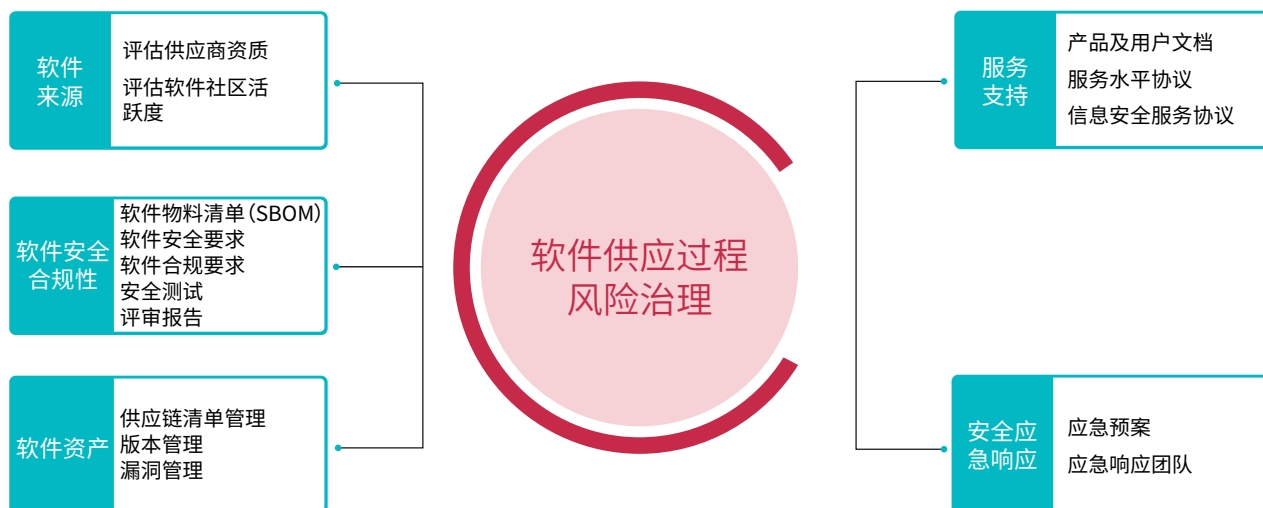 软件
来源
评估供应商资质
评估软件社区活
跃度
软件安全
合规性
软件物料清单（SBOM）
软件安全要求
软件合规要求
安全测试
评审报告
软件资产
供应链清单管理
版本管理
漏洞管理
软件供应过程
风险治理
服务
支持
产品及用户文档
服务水平协议
信息安全服务协议
安全应
急响应
应急预案
应急响应团队